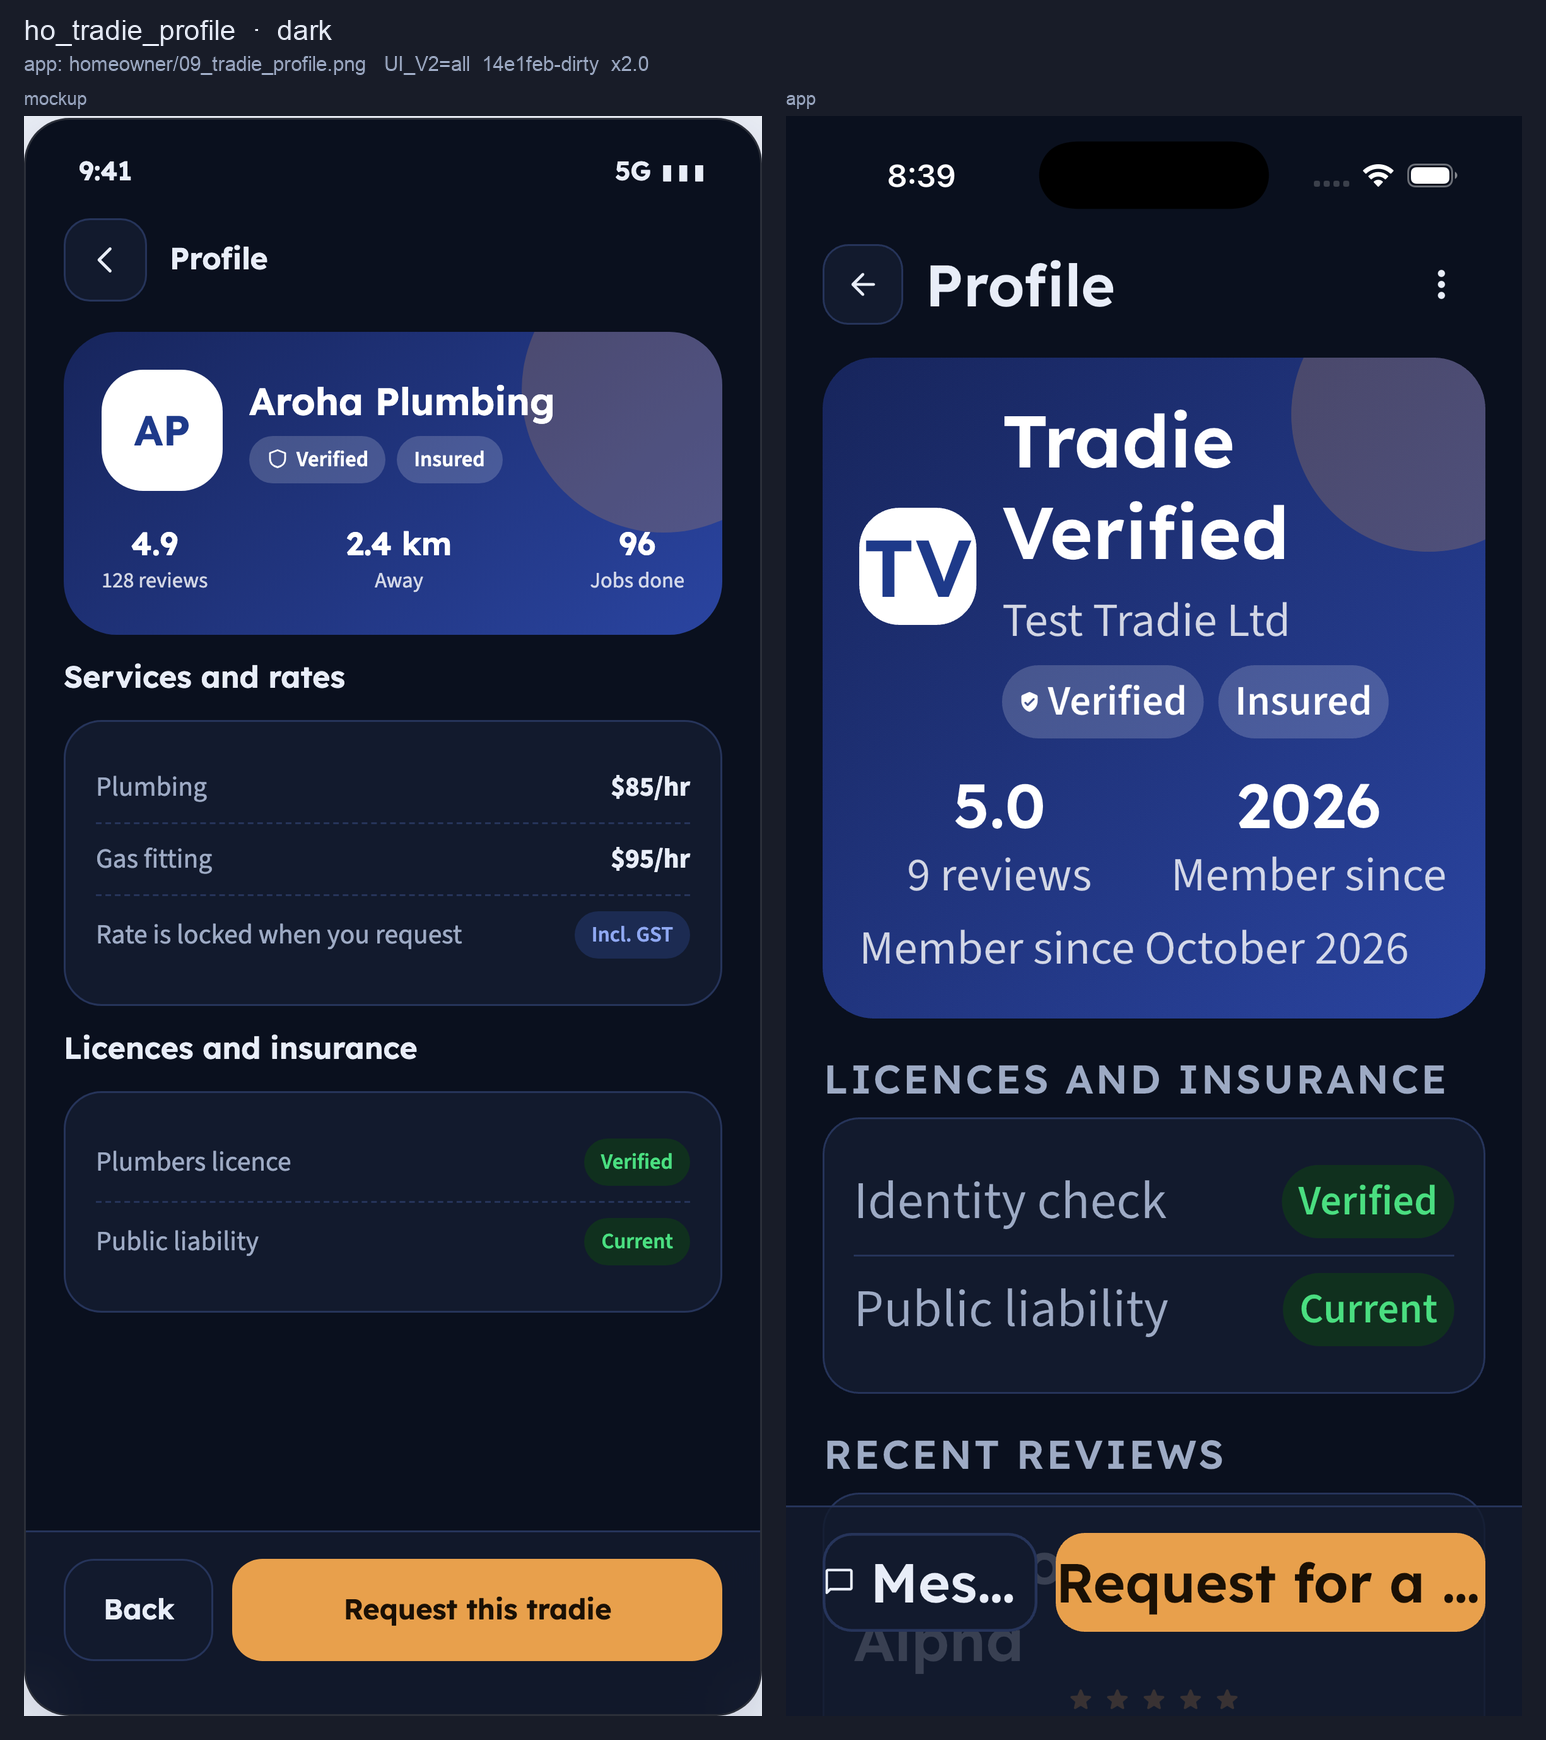 ho_tradie_profile · dark
app: homeowner/09_tradie_profile.png UI_V2=all 14e1feb-dirty x2.0
mockup
9:41
5G
Profile
AP
Aroha Plumbing
Verified
Insured
4.9
2.4 km
96
128 reviews
Away
Jobs done
Services and rates
Plumbing
$85/hr
Gas fitting
$95/hr
Rate is locked when you request
Incl. GST
Licences and insurance
Plumbers licence
Verified
Public liability
Current
Back
Request this tradie
app
8:39
Profile
Tradie
Verified
TV
Test Tradie Ltd
Verified
Insured
5.0
2026
9 reviews
Member since
Member since October 2026
LICENCES AND INSURANCE
Identity check
Verified
Public liability
Current
RECENT REVIEWS
Mes...
Request for a ...
Alpha